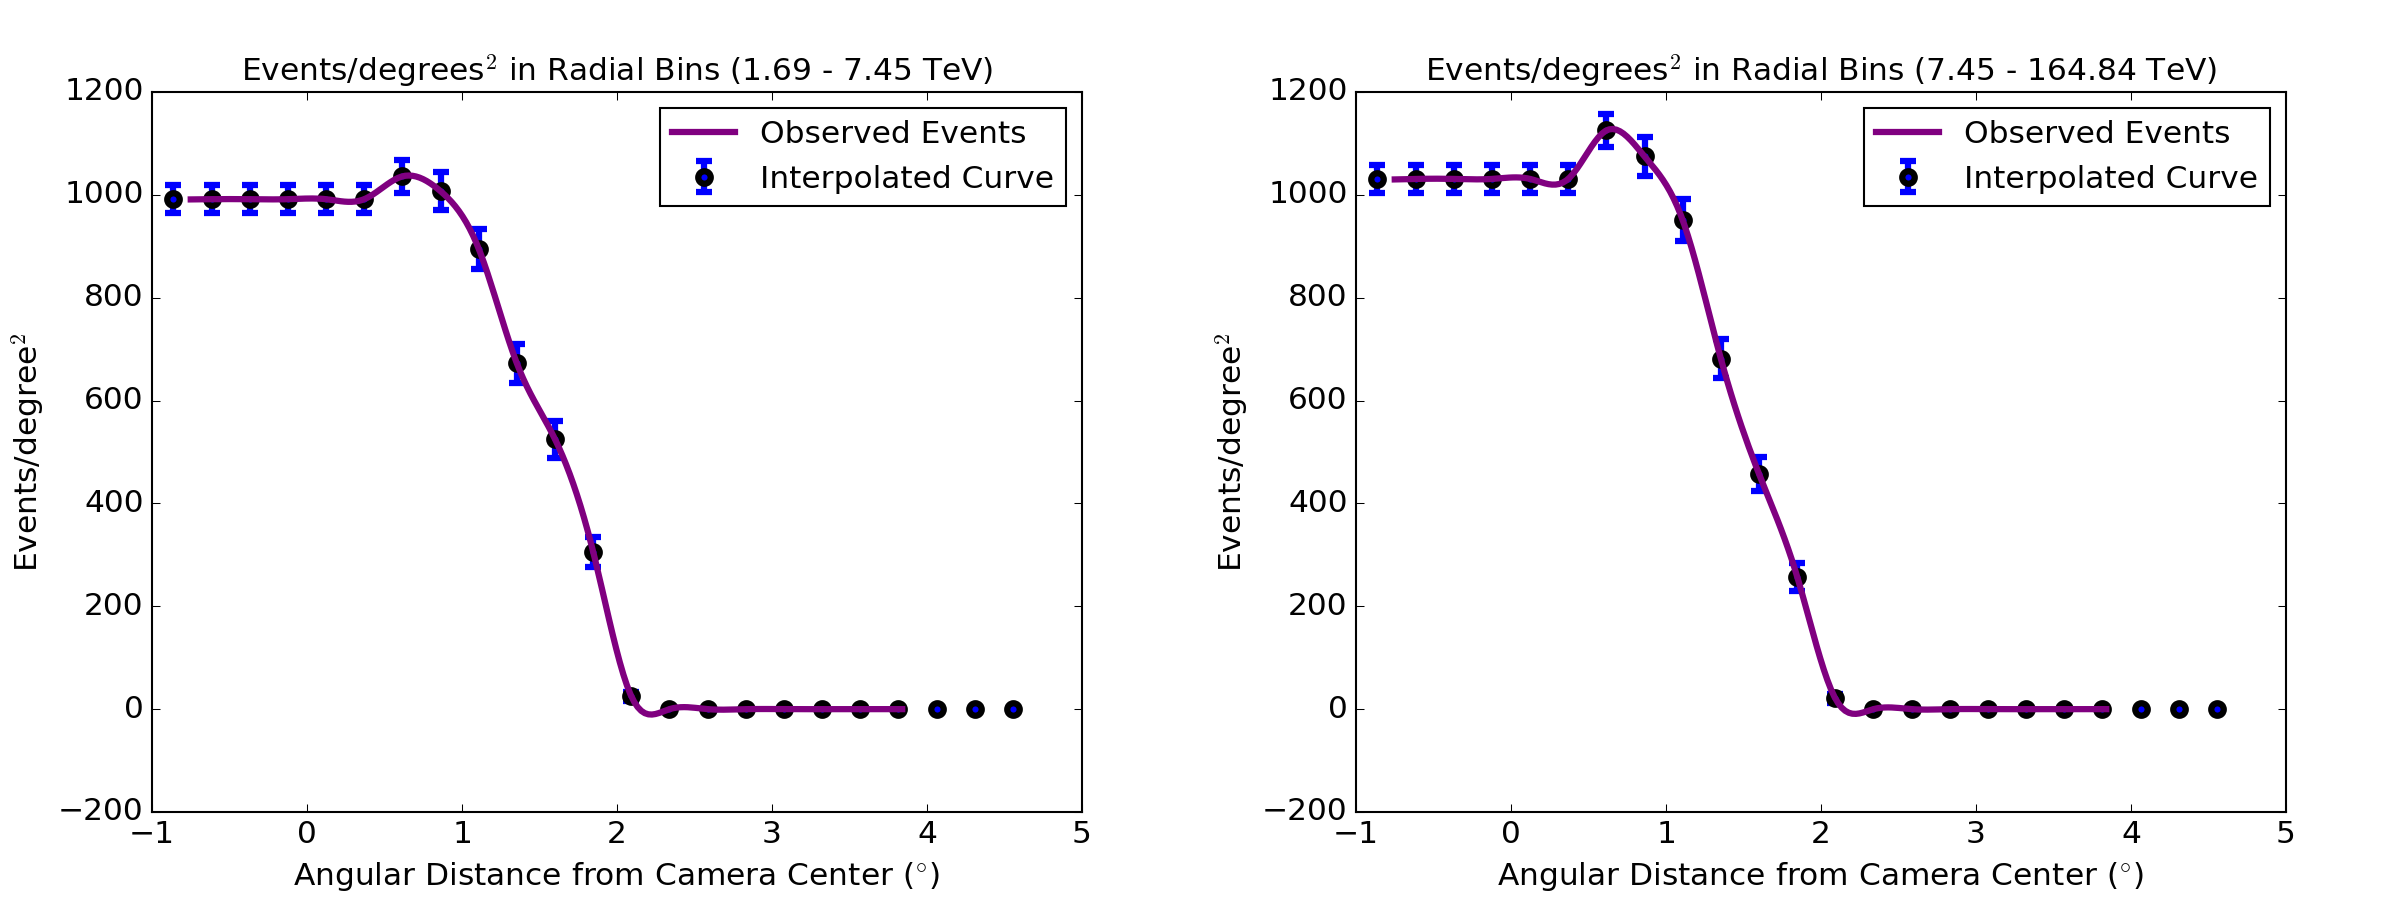 Events/degrees² in Radial Bins (1.69 - 7.45 TeV)
1200
1000
800
600
400
200
0
−200
Events/degree²
Observed Events
Interpolated Curve
−1 0 1 2 3 4 5
Angular Distance from Camera Center (°)
Events/degrees² in Radial Bins (7.45 - 164.84 TeV)
1200
1000
800
600
400
200
0
−200
Events/degree²
Observed Events
Interpolated Curve
−1 0 1 2 3 4 5
Angular Distance from Camera Center (°)